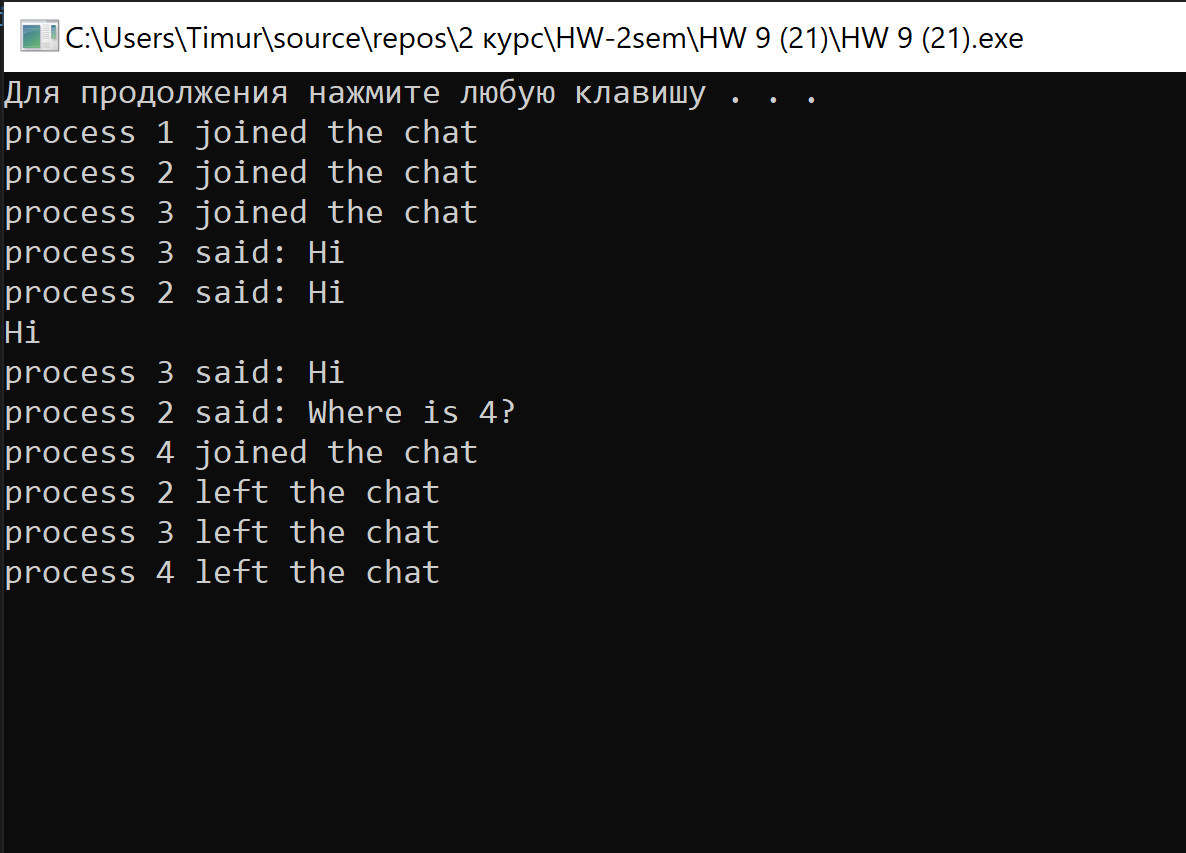 C:\Users\Timur\source\repos\2 курс\HW-2sem\HW 9 (21)\HW 9 (21).exe
Для продолжения нажмите любую клавишу . . .
process 1 joined the chat
process 2 joined the chat
process 3 joined the chat
process 3 said: Hi
process 2 said: Hi
Hi
process 3 said: Hi
process 2 said: Where is 4?
process 4 joined the chat
process 2 left the chat
process 3 left the chat
process 4 left the chat